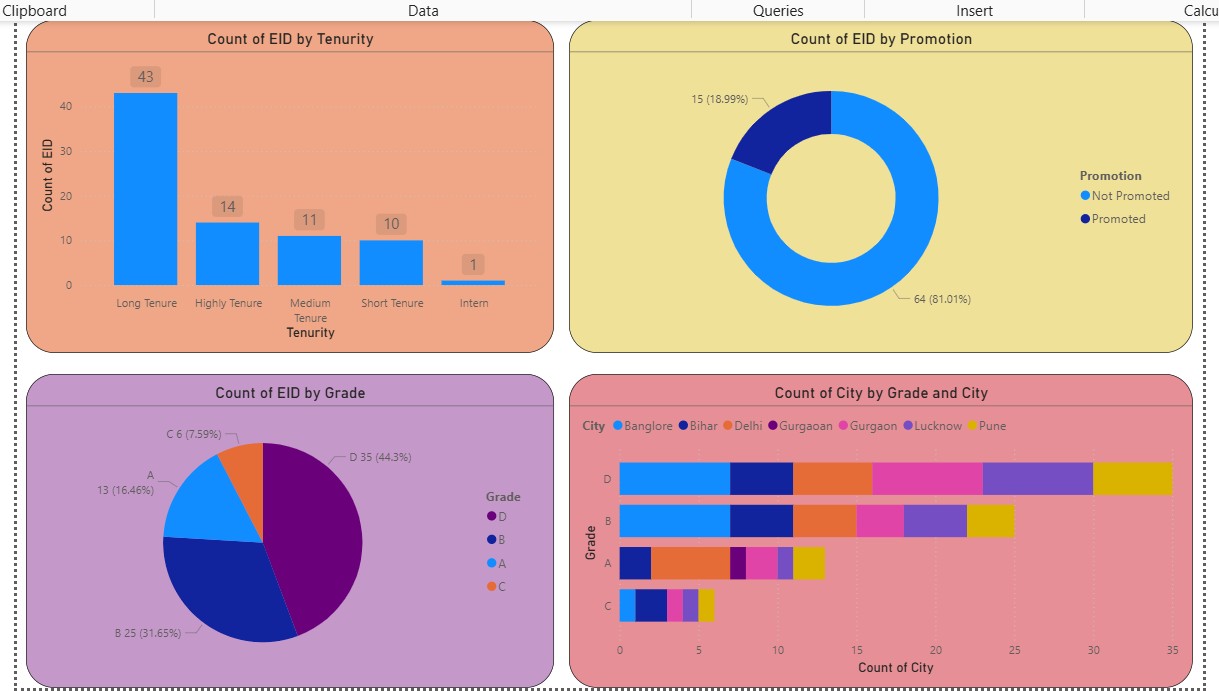 Clipboard
Data
Queries
Insert
Calcu
Count of EID by Tenurity
Count of EID
40
30
20
10
0
43
14
11
10
1
Long Tenure
Highly Tenure
Medium
Tenure
Short Tenure
Intern
Tenurity
Count of EID by Promotion
15 (18.99%)
64 (81.01%)
Promotion
Not Promoted
Promoted
Count of EID by Grade
C 6 (7.59%)
D 35 (44.3%)
A
13 (16.46%)
B 25 (31.65%)
Grade
D
B
A
C
Count of City by Grade and City
City Banglore Bihar Delhi Gurgaoan Gurgaon Lucknow Pune
Grade
D
B
A
C
0 5 10 15 20 25 30 35
Count of City